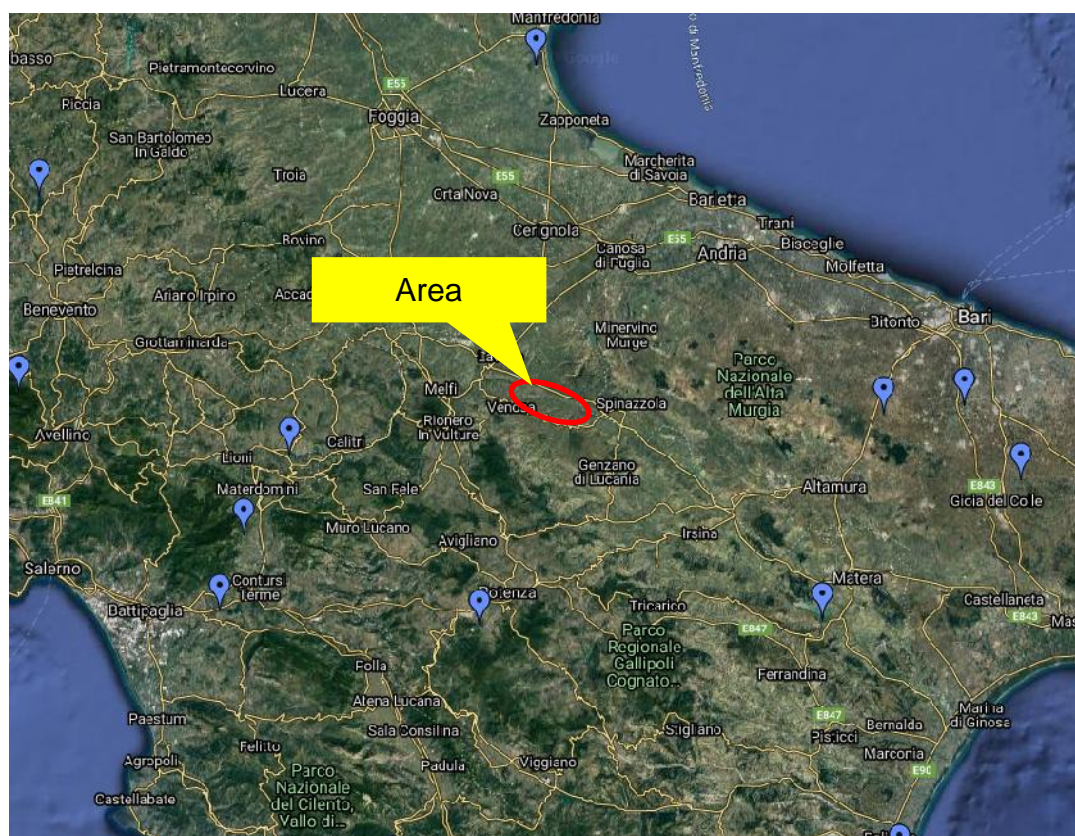 Manfredonia
basso
Pietramontecorvino
Google
o di Manfredonia
E55
Lucera
Riccia
Foggia
Zapponeta
San Bartolomeo
in Galdo
Margherita
di Savoia
Troia
E55
Orta Nova
Barletta
Trani
Cerignola
Bovino
Canosa
di Puglia
E55
Bisceglie
Andria
Molfetta
Pietrelcina
Area
Ariano Irpino
Accad
Benevento
Bitonto
Bari
Minervino
Murge
Grottaminarda
Parco
Nazionale
dell'Alta
Murgia
Melfi
Venosa
Spinazzola
Rionero
In Vulture
Avellino
Calitri
Lioni
Genzano
di Lucania
Materdomini
San Fele
Altamura
E843
Gioia del Colle
E841
Muro Lucano
Avigliano
Irsina
Salerno
Contursi
Terme
Matera
Battipaglia
Potenza
Tricarico
Castellaneta
E843
Mas
E847
Parco
Regionale
Gallipoli
Cognato...
Polla
Ferrandina
Atena Lucana
Paestum
Sala Consilina
Stigliano
E847
Pisticci
Bernalda
Marina
di Ginosa
Felitto
Marconia
Agropoli
Padula
Viggiano
E90
Parco
Nazionale
del Cilento,
Vallo di...
Castellabate